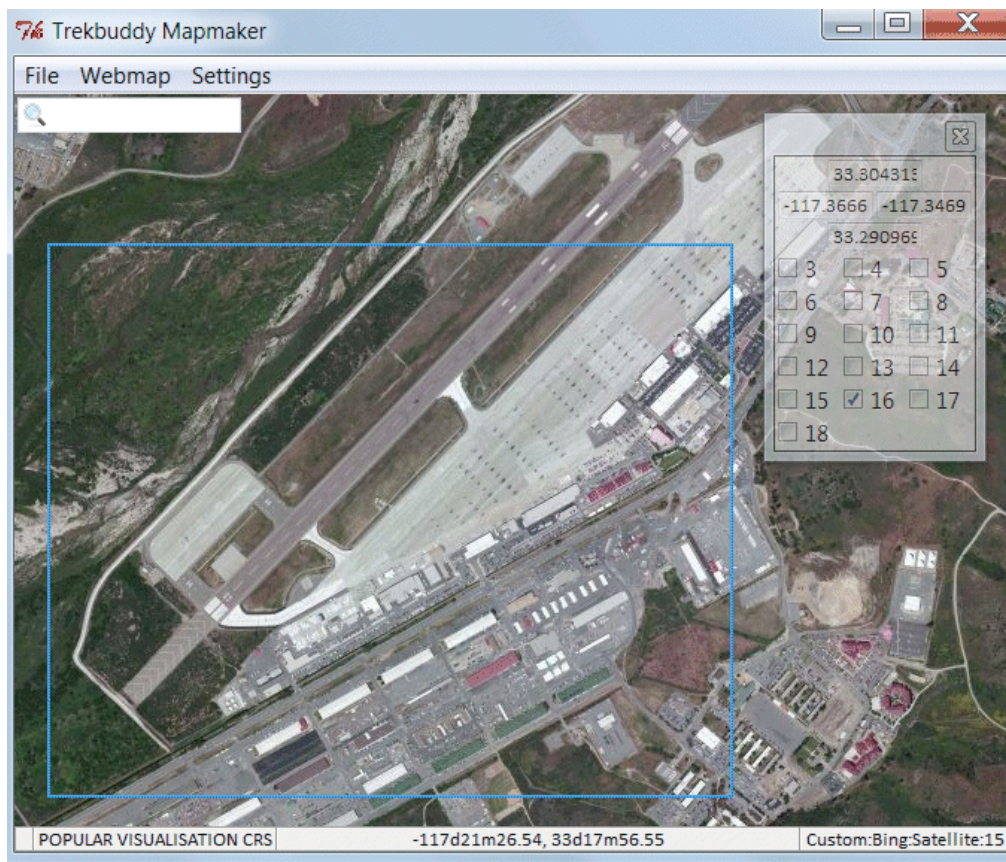 Trekbuddy Mapmaker
File Webmap Settings
33.304313
-117.3666 -117.3469
33.290969
3 4 5
6 7 8
9 10 11
12 13 14
15 16 17
18
POPULAR VISUALISATION CRS -117d21m26.54, 33d17m56.55 Custom:Bing:Satellite:15